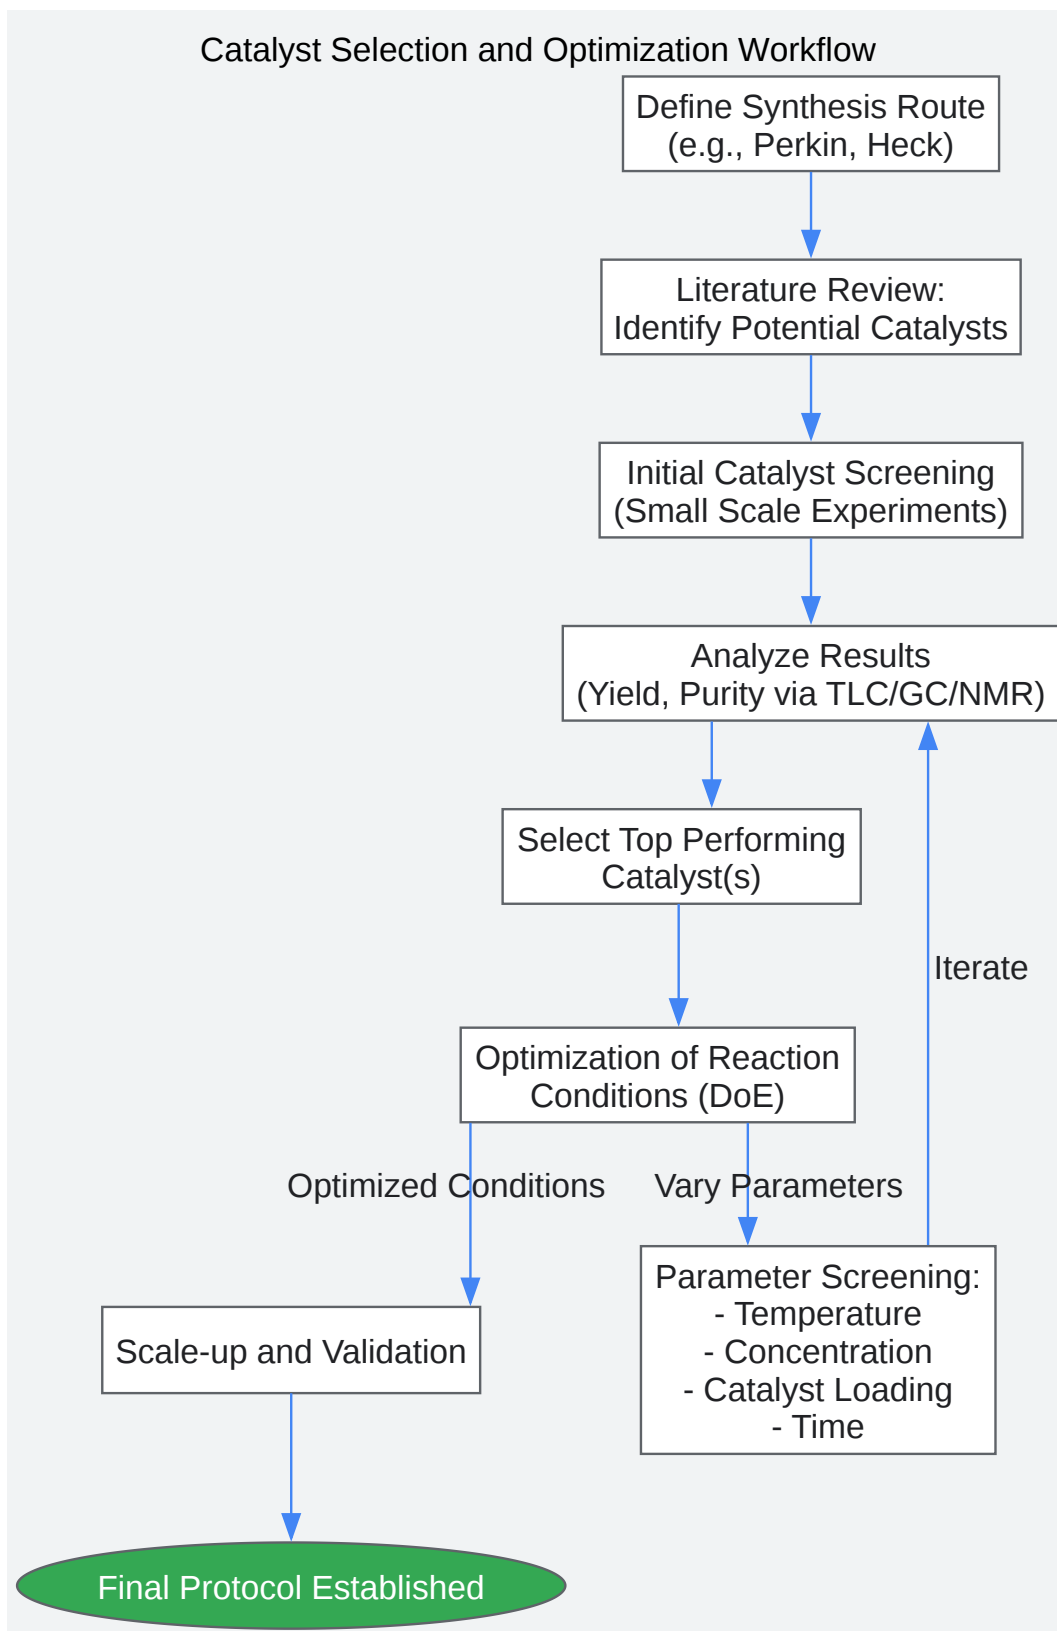 Catalyst Selection and Optimization Workflow
Define Synthesis Route
(e.g., Perkin, Heck)
Literature Review:
Identify Potential Catalysts
Initial Catalyst Screening
(Small Scale Experiments)
Analyze Results
(Yield, Purity via TLC/GC/NMR)
Select Top Performing
Catalyst(s)
Iterate
Optimization of Reaction
Conditions (DoE)
Optimized Conditions
Vary Parameters
Parameter Screening:
- Temperature
- Concentration
- Catalyst Loading
- Time
Scale-up and Validation
Final Protocol Established